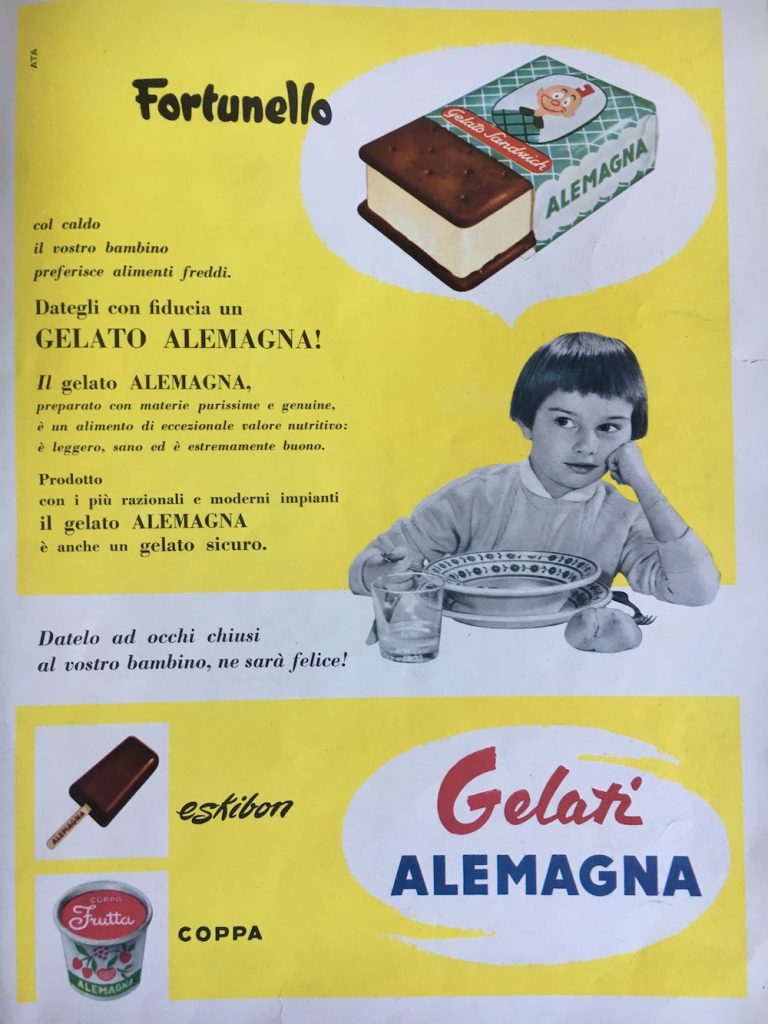 ATA
Fortunello
Gelato Sandwich
ALEMAGNA
col caldo
il vostro bambino
preferisce alimenti freddi.
Dategli con fiducia un
GELATO ALEMAGNA!
Il gelato ALEMAGNA,
preparato con materie purissime e genuine,
è un alimento di eccezionale valore nutritivo:
è leggero, sano ed è estremamente buono.
Prodotto
con i più razionali e moderni impianti
il gelato ALEMAGNA
è anche un gelato sicuro.
Datelo ad occhi chiusi
al vostro bambino, ne sarà felice!
ALEMAGNA
eskibon
COPPA
Frutta
ALEMAGNA
COPPA
Gelati
ALEMAGNA